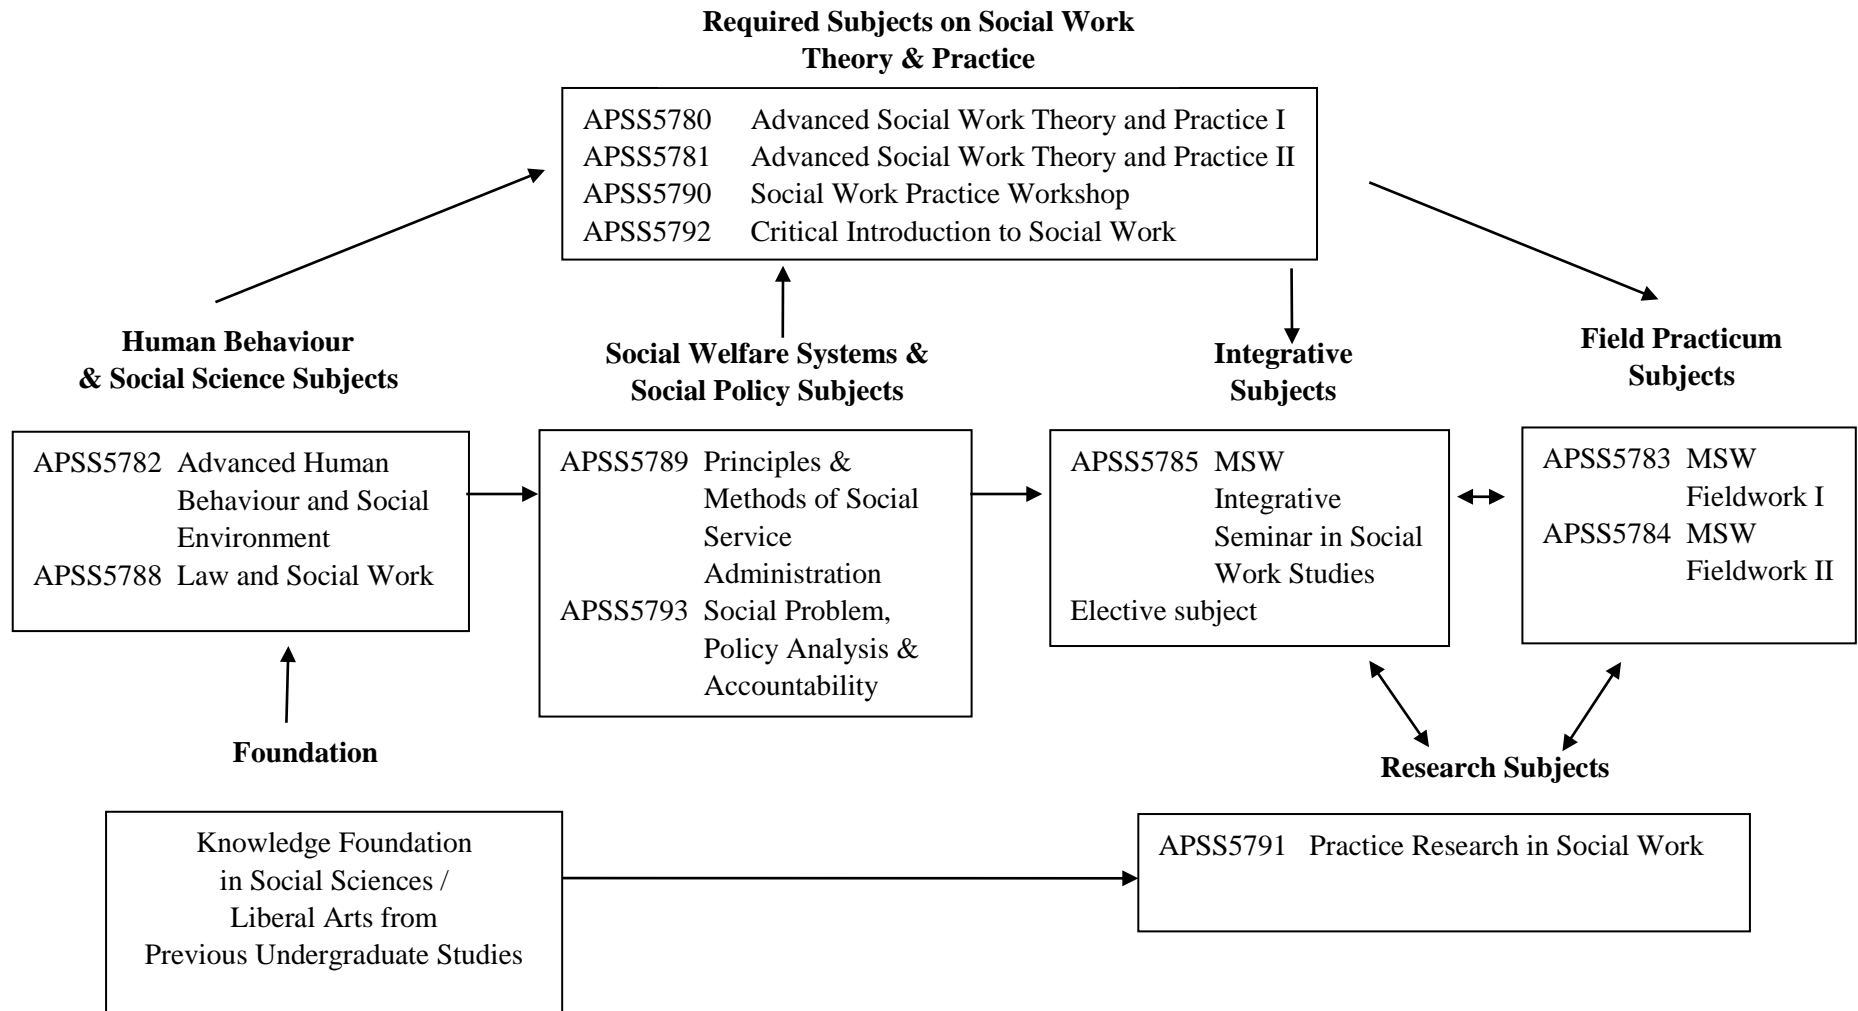 Required Subjects on Social Work
Theory & Practice
APSS5780 Advanced Social Work Theory and Practice I
APSS5781 Advanced Social Work Theory and Practice II
APSS5790 Social Work Practice Workshop
APSS5792 Critical Introduction to Social Work
Human Behaviour
& Social Science Subjects
APSS5782 Advanced Human
Behaviour and Social
Environment
APSS5788 Law and Social Work
Social Welfare Systems &
Social Policy Subjects
APSS5789 Principles &
Methods of Social
Service
Administration
APSS5793 Social Problem,
Policy Analysis &
Accountability
Integrative
Subjects
APSS5785 MSW
Integrative
Seminar in Social
Work Studies
Elective subject
Field Practicum
Subjects
APSS5783 MSW
Fieldwork I
APSS5784 MSW
Fieldwork II
Foundation
Knowledge Foundation
in Social Sciences /
Liberal Arts from
Previous Undergraduate Studies
Research Subjects
APSS5791 Practice Research in Social Work